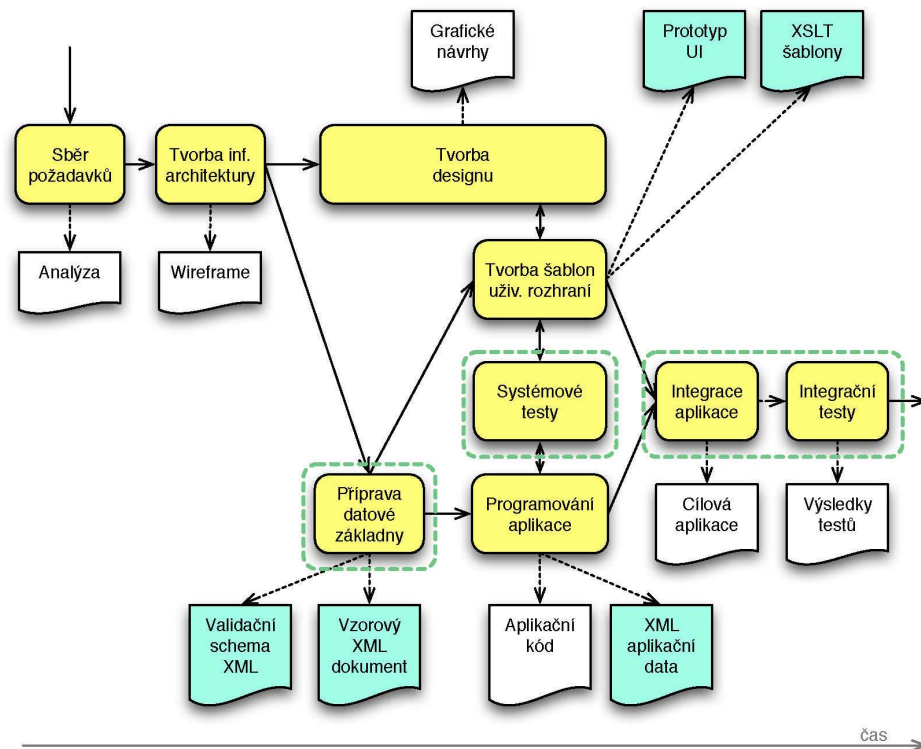 Grafické
návrhy
Prototyp
UI
XSLT
šablony
Sběr
požadavků
Tvorba inf.
architektury
Tvorba
designu
Analýza
Wireframe
Tvorba šablon
uživ. rozhraní
Systémové
testy
Integrace
aplikace
Integrační
testy
Příprava
datové
základny
Programování
aplikace
Cílová
aplikace
Výsledky
testů
Validační
schema
XML
Vzorový
XML
dokument
Aplikační
kód
XML
aplikační
data
čas